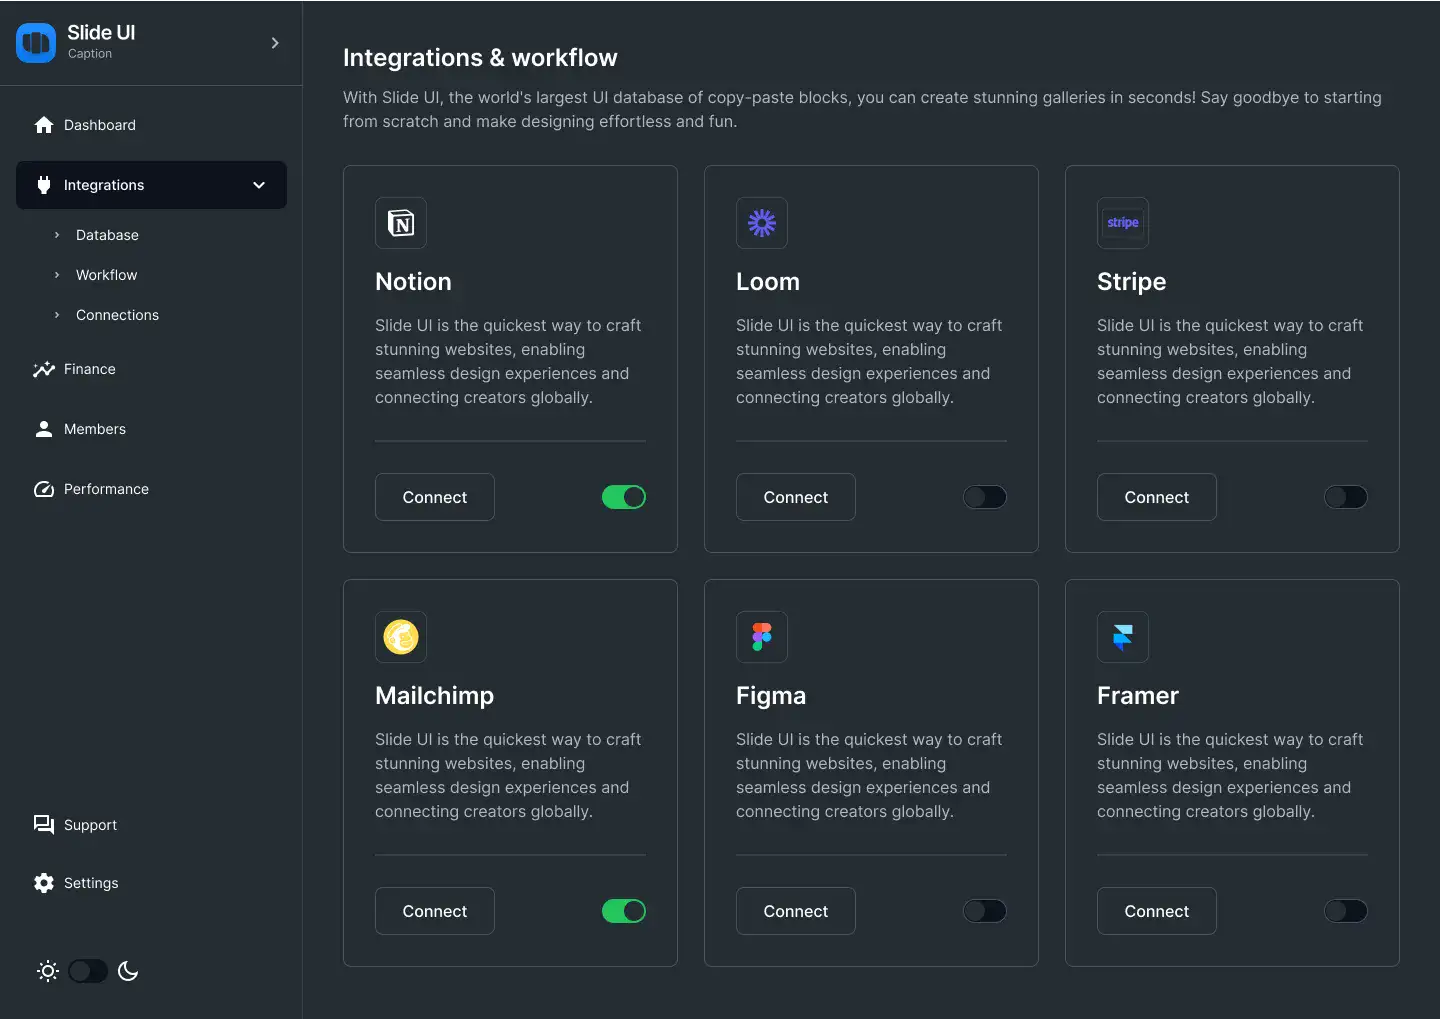 Slide UI
Caption
Dashboard
Integrations
Database
Workflow
Connections
Finance
Members
Performance
Support
Settings
Integrations & workflow
With Slide UI, the world's largest UI database of copy-paste blocks, you can create stunning galleries in seconds! Say goodbye to starting
from scratch and make designing effortless and fun.
N
Notion
Slide UI is the quickest way to craft
stunning websites, enabling
seamless design experiences and
connecting creators globally.
Connect
Loom
Slide UI is the quickest way to craft
stunning websites, enabling
seamless design experiences and
connecting creators globally.
Connect
stripe
Stripe
Slide UI is the quickest way to craft
stunning websites, enabling
seamless design experiences and
connecting creators globally.
Connect
Mailchimp
Slide UI is the quickest way to craft
stunning websites, enabling
seamless design experiences and
connecting creators globally.
Connect
Figma
Slide UI is the quickest way to craft
stunning websites, enabling
seamless design experiences and
connecting creators globally.
Connect
Framer
Slide UI is the quickest way to craft
stunning websites, enabling
seamless design experiences and
connecting creators globally.
Connect